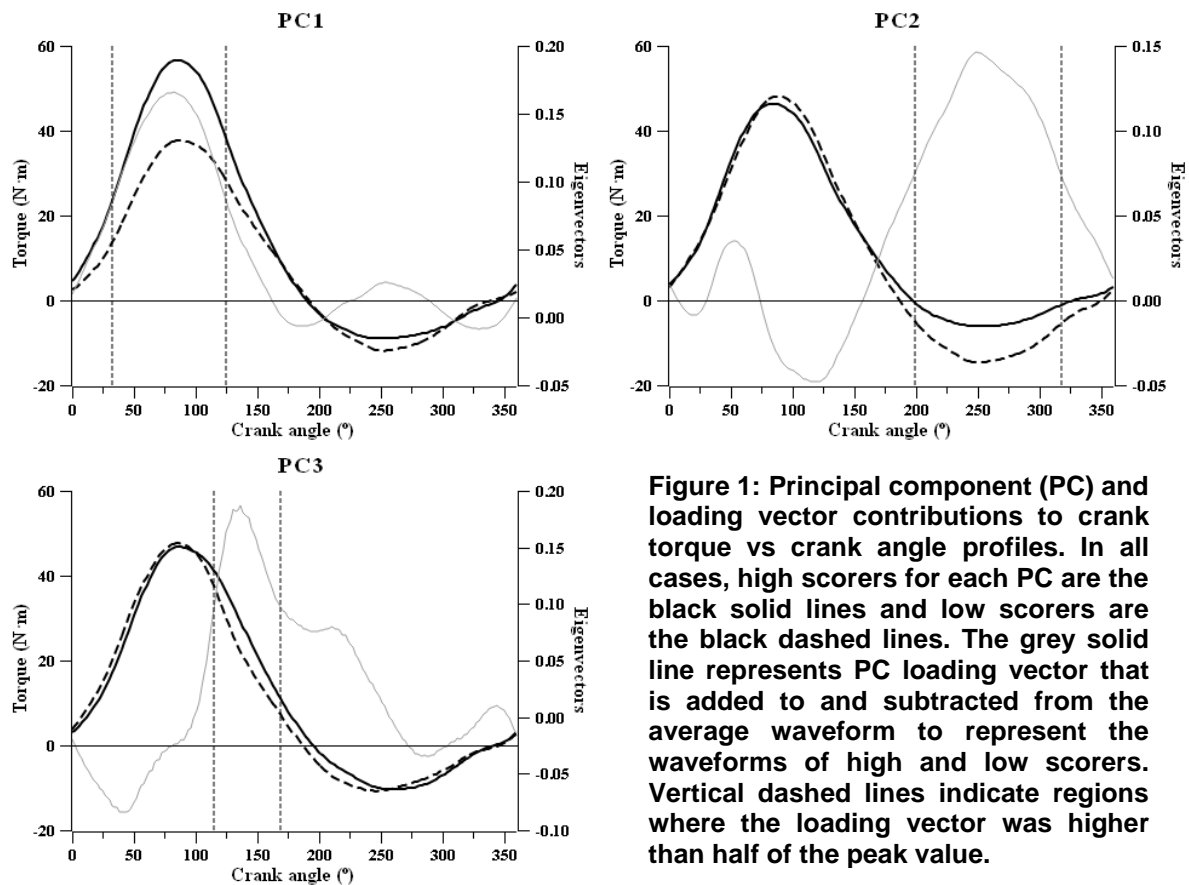 PC1
60
40
20
0
-20
Torque (N·m)
0.20
0.15
0.10
0.05
0.00
-0.05
Eigenvectors
0 50 100 150 200 250 300 350
Crank angle (º)
PC2
60
40
20
0
-20
Torque (N·m)
0.15
0.10
0.05
0.00
-0.05
Eigenvectors
0 50 100 150 200 250 300 350
Crank angle (º)
PC3
60
40
20
0
-20
Torque (N·m)
0.20
0.15
0.10
0.05
0.00
-0.05
-0.10
Eigenvectors
0 50 100 150 200 250 300 350
Crank angle (º)
Figure 1: Principal component (PC) and
loading vector contributions to crank
torque vs crank angle profiles. In all
cases, high scorers for each PC are the
black solid lines and low scorers are
the black dashed lines. The grey solid
line represents PC loading vector that
is added to and subtracted from the
average waveform to represent the
waveforms of high and low scorers.
Vertical dashed lines indicate regions
where the loading vector was higher
than half of the peak value.